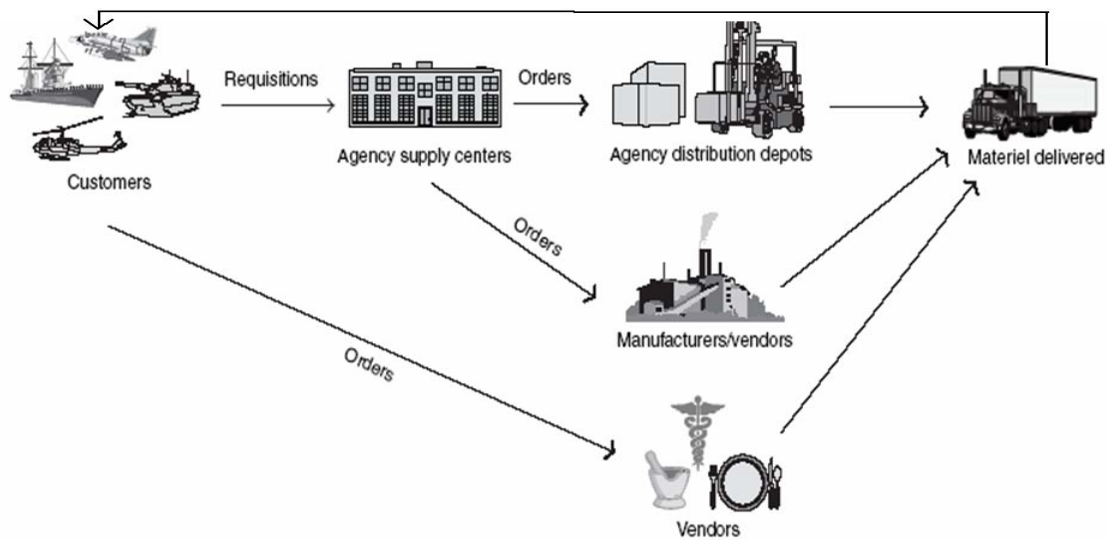 Requisitions
Orders
Agency supply centers
Agency distribution depots
Materiel delivered
Customers
Orders
Manufacturers/vendors
Orders
Vendors